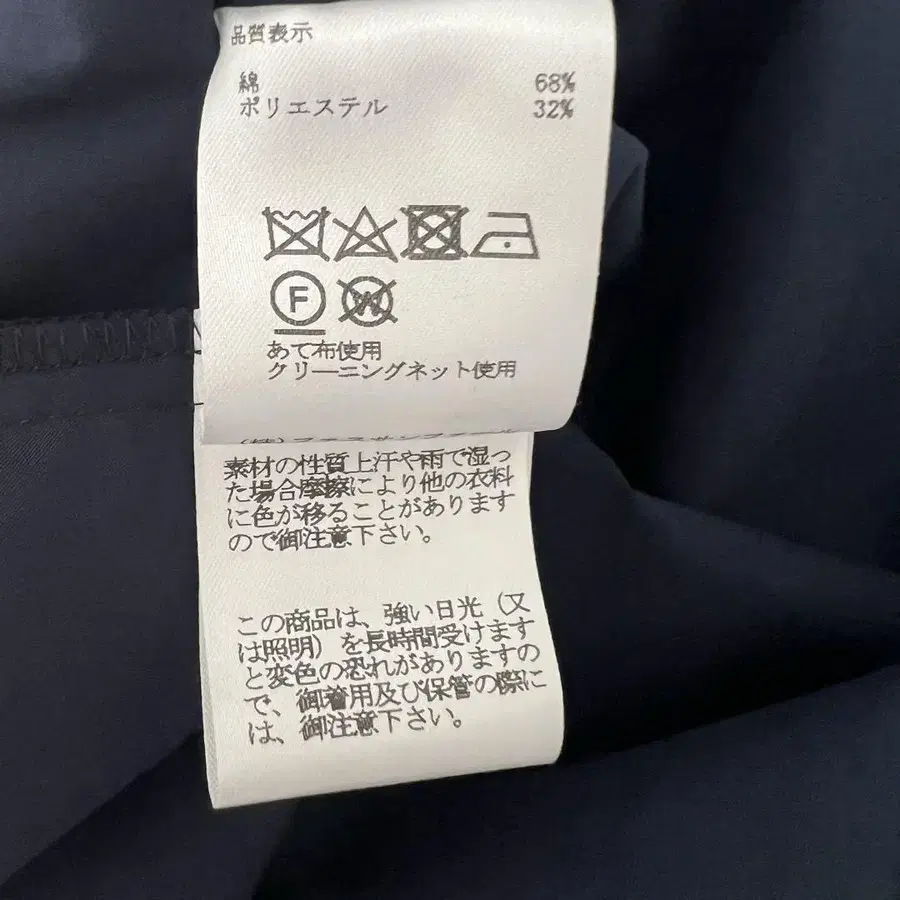 品質表示
綿 68%
ポリエステル 32%
F
W
あて布使用
クリーニングネット使用
素材の性質上汗や雨で湿っ
た場合摩擦により他の衣料
に色が移ることがあります
ので御注意下さい。
この商品は、強い日光（又
は照明）を長時間受けます
と変色の恐れがありますの
で、御着用及び保管の際に
は、御注意下さい。